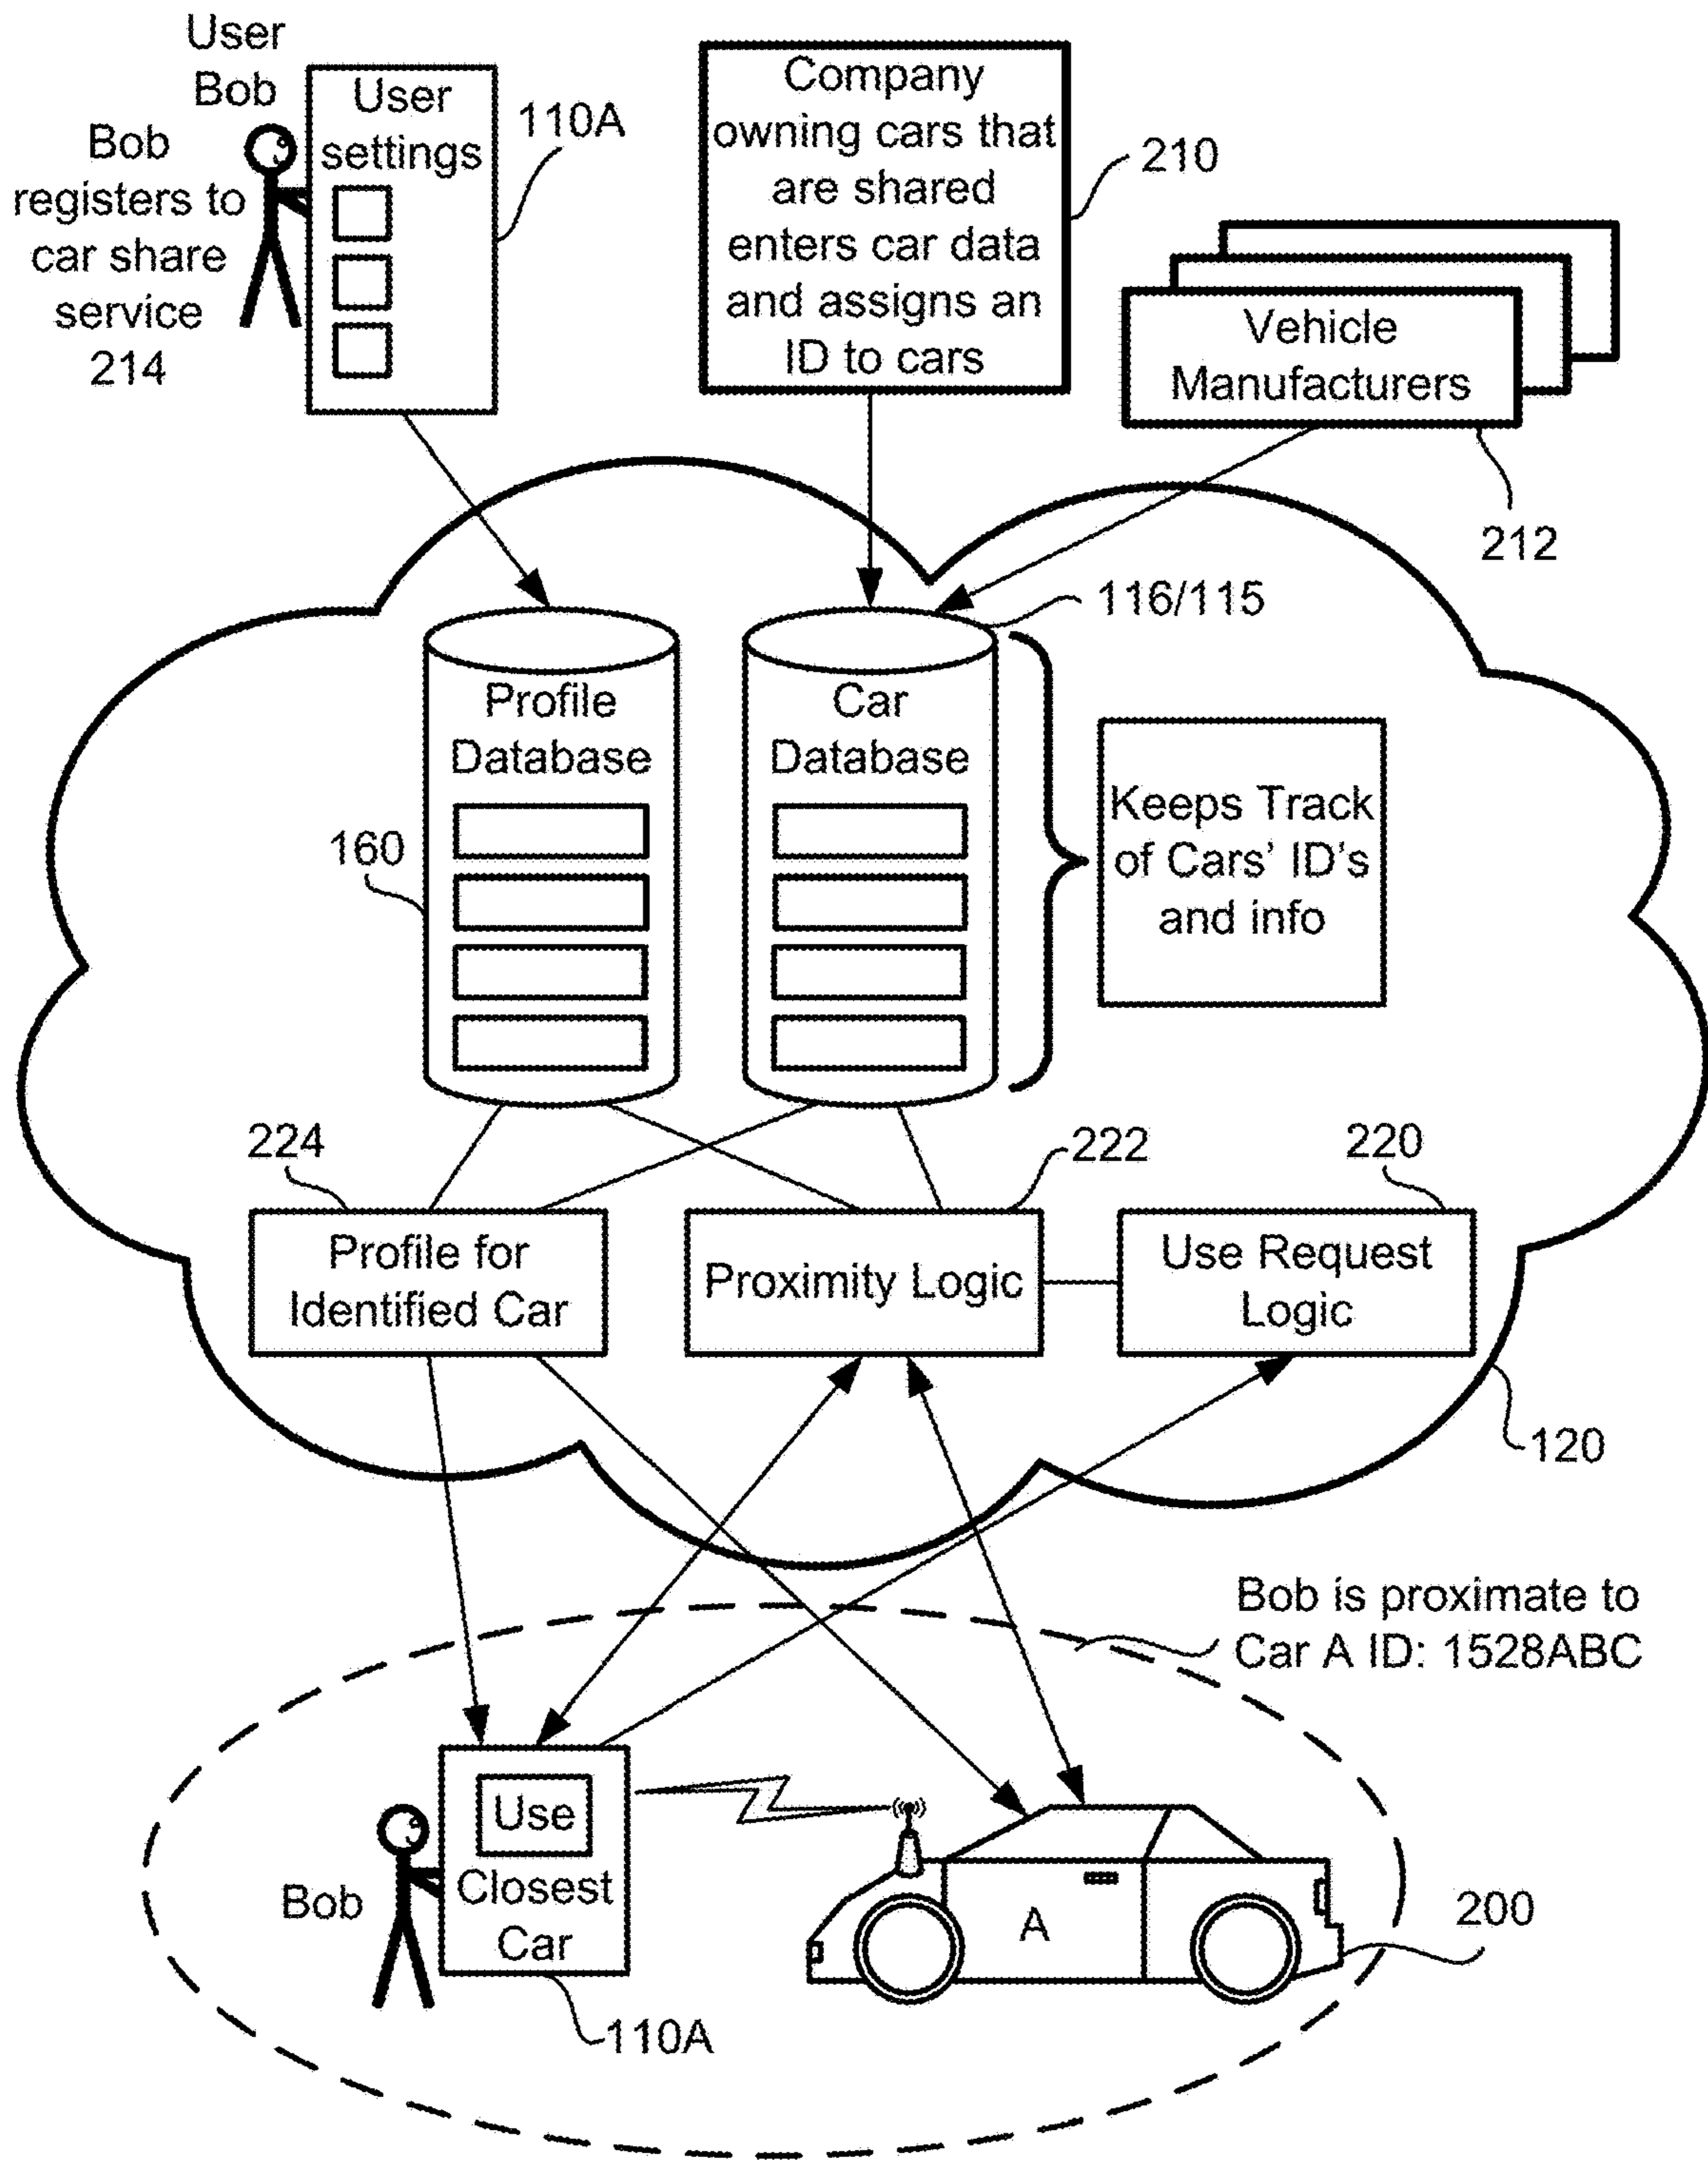 User
Bob
Bob
registers to
car share
service
214
User
settings
110A
Company
owning cars that
are shared
enters car data
and assigns an
ID to cars
210
Vehicle
Manufacturers
212
116/115
Profile
Database
160
Car
Database
Keeps Track
of Cars' ID's
and info
224
222
220
Profile for
Identified Car
Proximity Logic
Use Request
Logic
120
Bob is proximate to
Car A ID: 1528ABC
Bob
Use
Closest
Car
A
200
110A